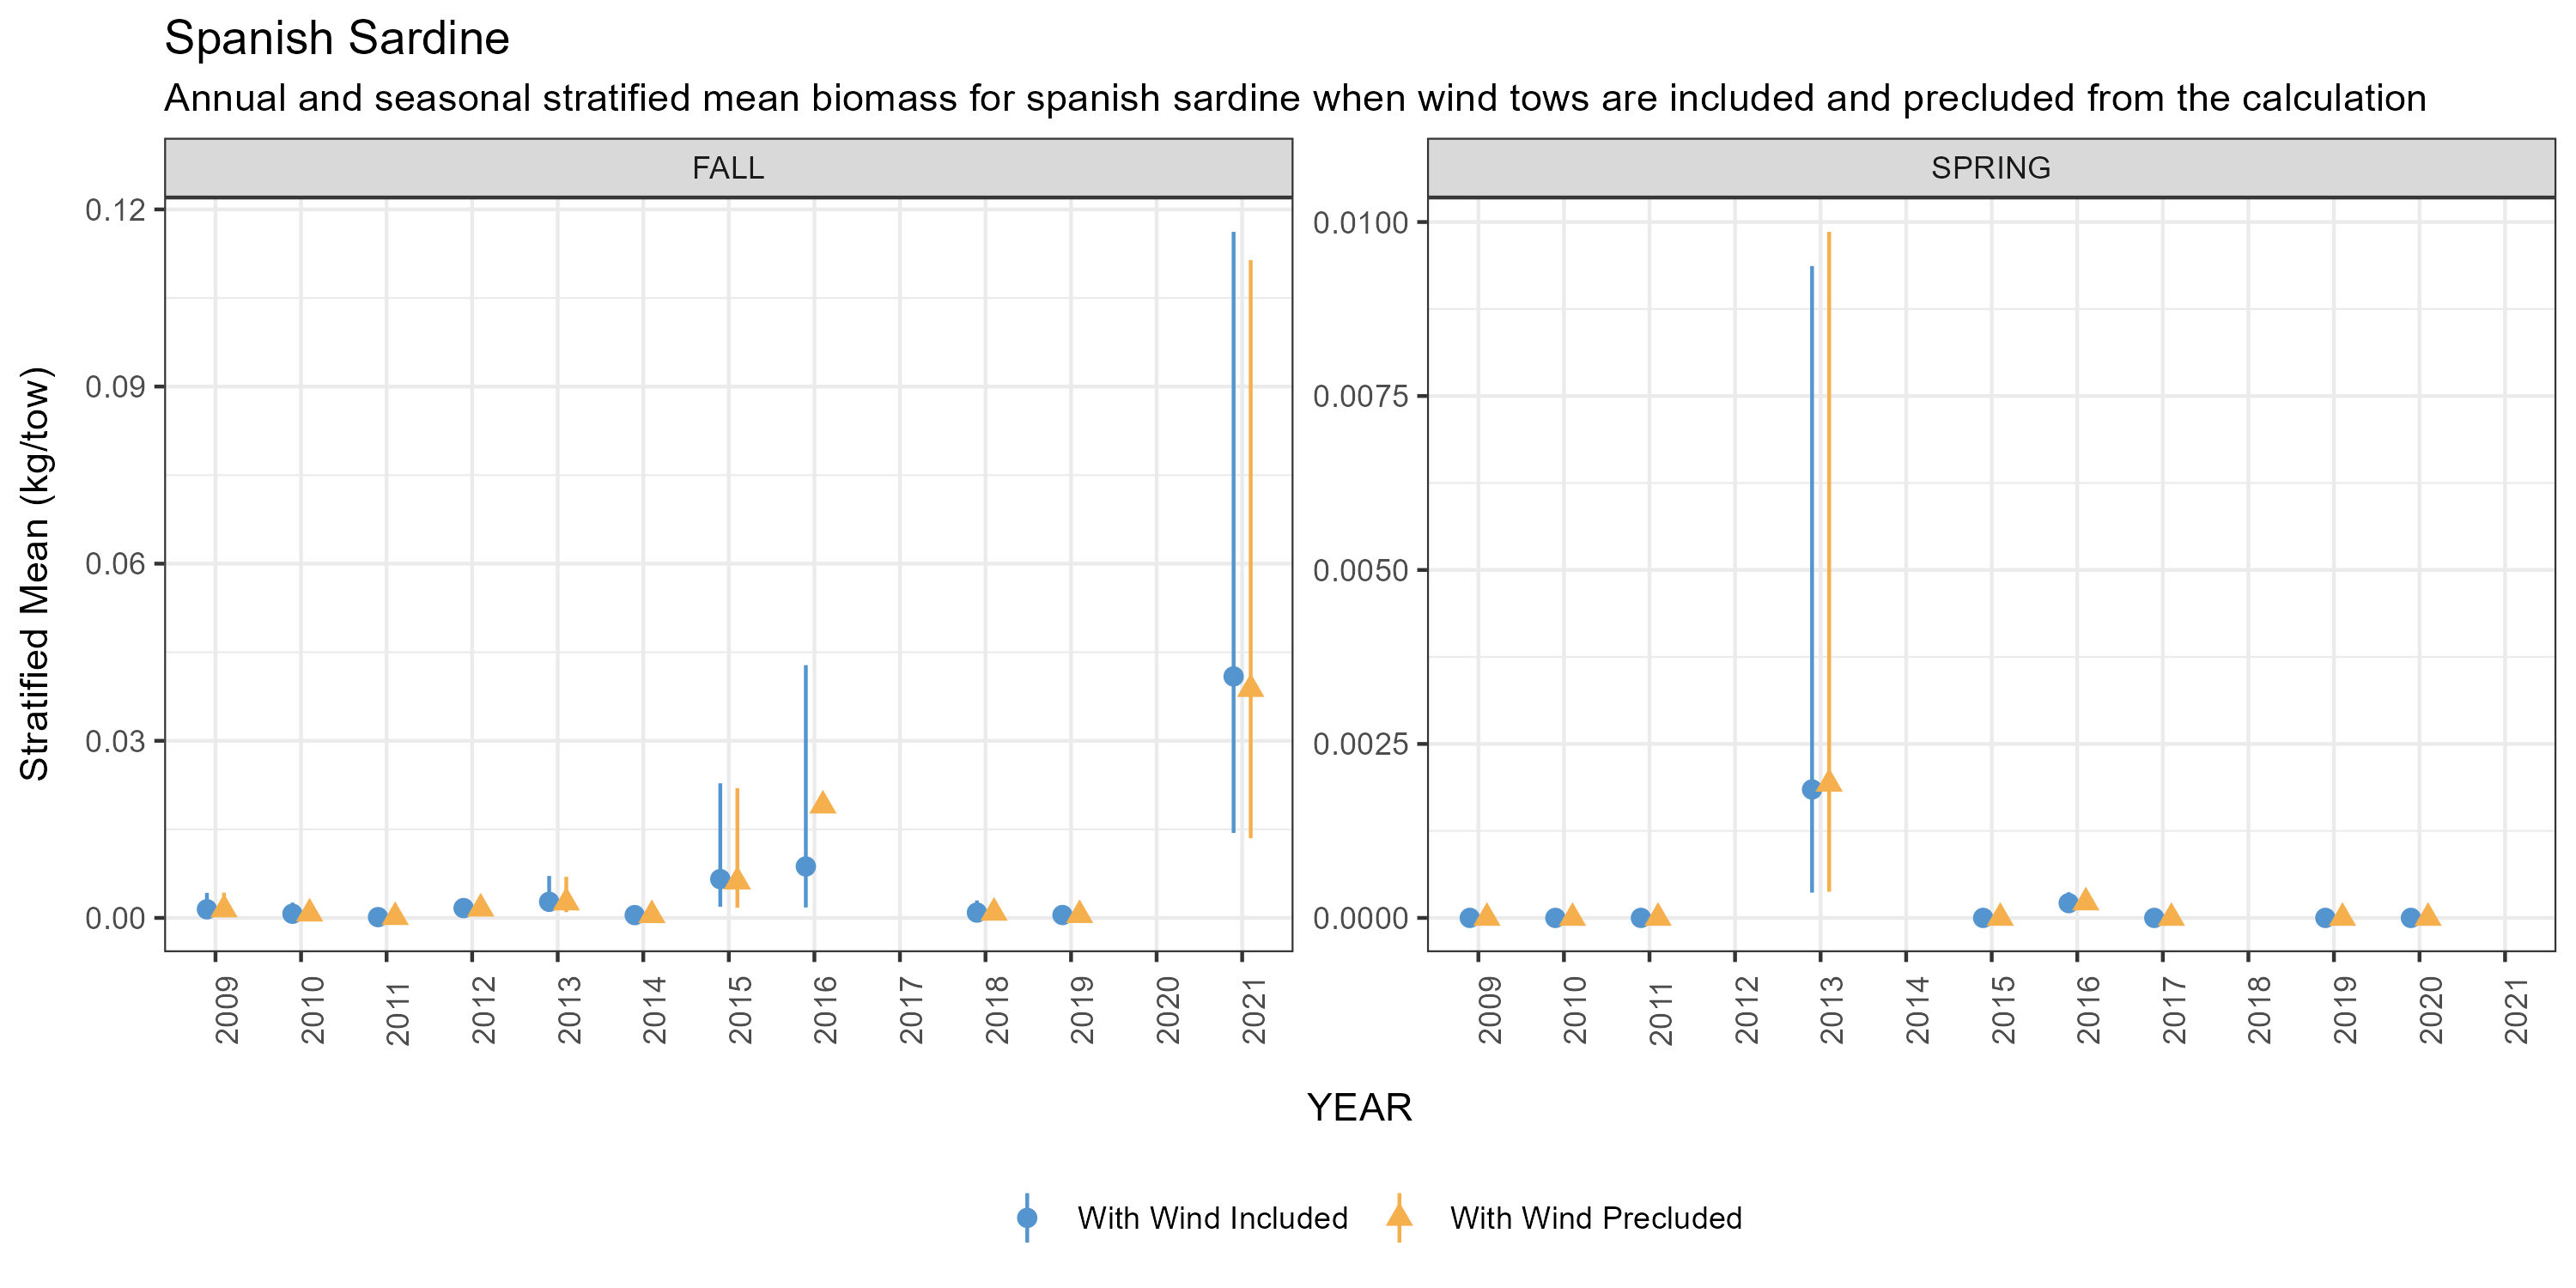 Spanish Sardine
Annual and seasonal stratified mean biomass for spanish sardine when wind tows are included and precluded from the calculation
FALL
SPRING
Stratified Mean (kg/tow)
0.12
0.09
0.06
0.03
0.00
0.0100
0.0075
0.0050
0.0025
0.0000
2009 2010 2011 2012 2013 2014 2015 2016 2017 2018 2019 2020 2021
2009 2010 2011 2012 2013 2014 2015 2016 2017 2018 2019 2020 2021
YEAR
With Wind Included
With Wind Precluded